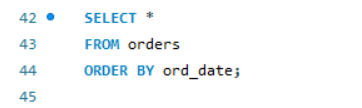 42 SELECT *
43 FROM orders
44 ORDER BY ord_date;
45